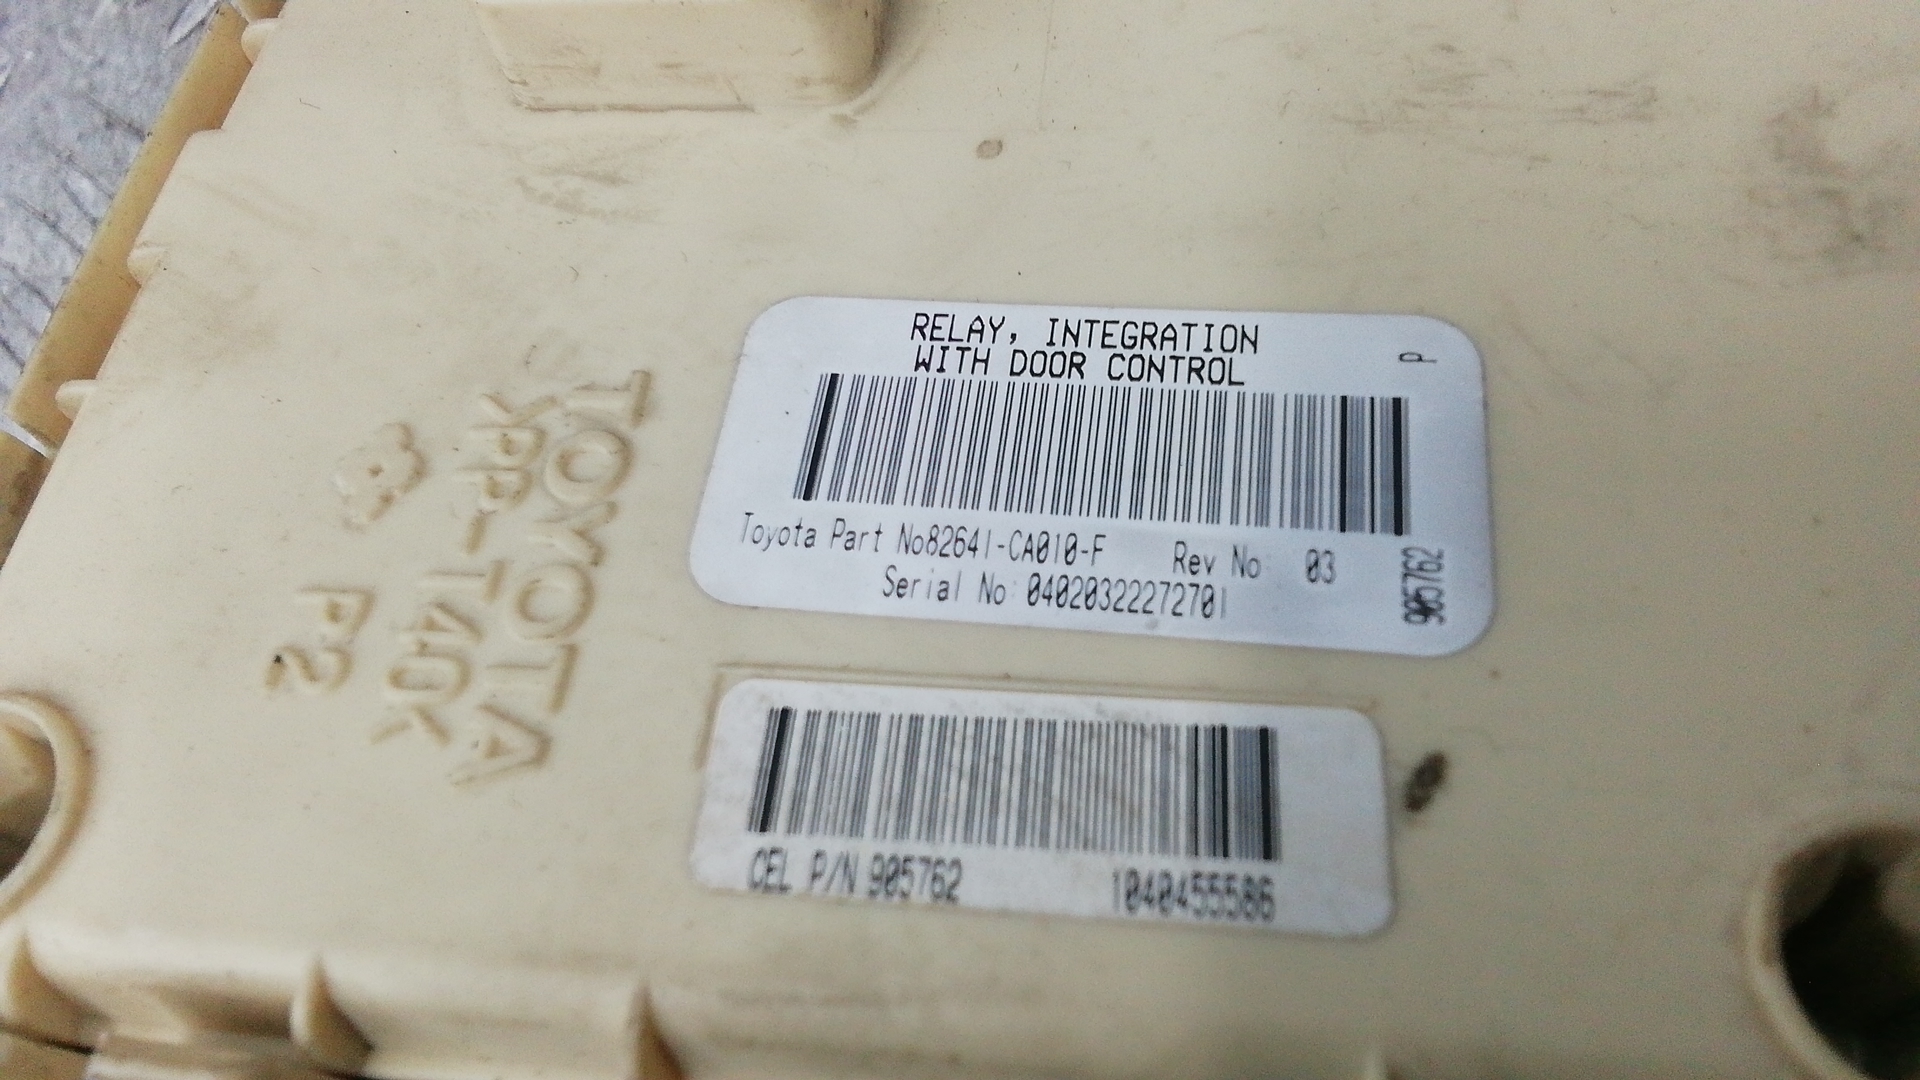 RELAY, INTEGRATION
WITH DOOR CONTROL
P
Toyota Part No82641-CA010-F Rev No 03
Serial No 04020322272701
905762
CEL P/N 905762 1040455586
TOYOTA
>PP-T40<
P2